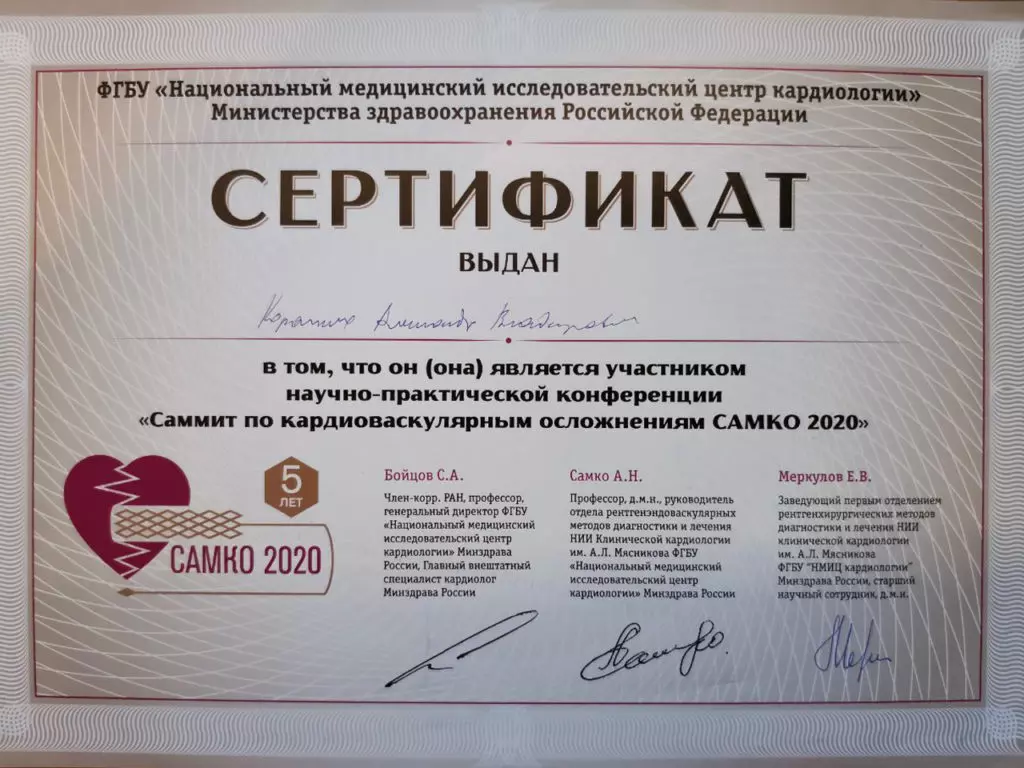 ФГБУ «Национальный медицинский исследовательский центр кардиологии»
Министерства здравоохранения Российской Федерации
СЕРТИФИКАТ
ВЫДАН
Александр Владимирович
в том, что он (она) является участником
научно-практической конференции
«Саммит по кардиоваскулярным осложнениям САМКО 2020»
5
ЛЕТ
САМКО 2020
Бойцов С.А.
Член-корр. РАН, профессор,
генеральный директор ФГБУ
«Национальный медицинский
исследовательский центр
кардиологии» Минздрава
России, Главный внештатный
специалист кардиолог
Минздрава России
Самко А.Н.
Профессор, д.м.н., руководитель
отдела рентгенэндоваскулярных
методов диагностики и лечения
НИИ Клинической кардиологии
им. А.Л. Мясникова ФГБУ
«Национальный медицинский
исследовательский центр
кардиологии» Минздрава России
Меркулов Е.В.
Заведующий первым отделением
рентгенхирургических методов
диагностики и лечения НИИ
клинической кардиологии
им. А.Л. Мясникова
ФГБУ "НМИЦ кардиологии"
Минздрава России, старший
научный сотрудник, д.м.н.